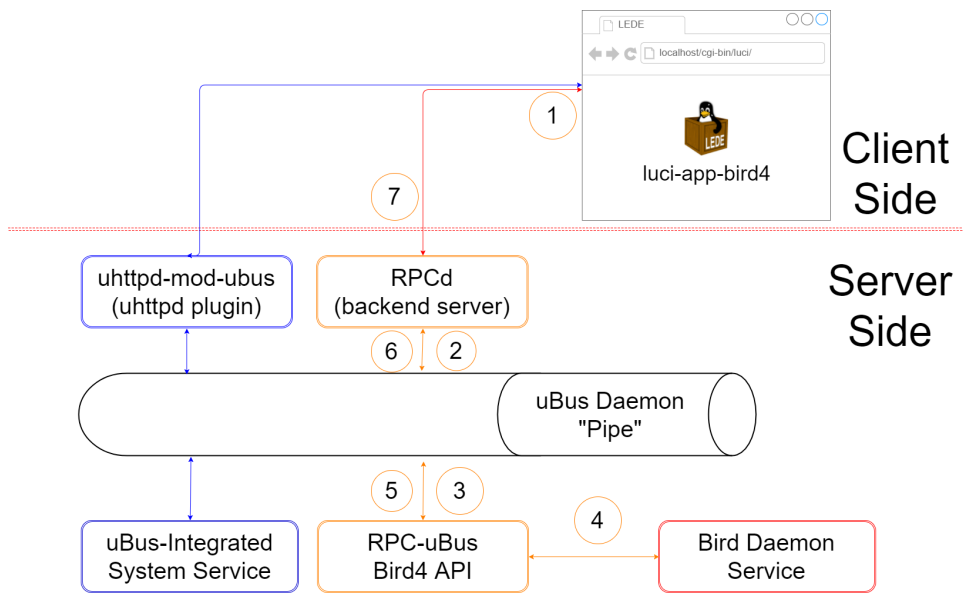 LEDE
localhost/cgi-bin/luci/
1
LEDE
luci-app-bird4
Client
Side
7
uhttpd-mod-ubus
(uhttpd plugin)
RPCd
(backend server)
Server
Side
6
2
uBus Daemon
"Pipe"
5
3
4
uBus-Integrated
System Service
RPC-uBus
Bird4 API
Bird Daemon
Service